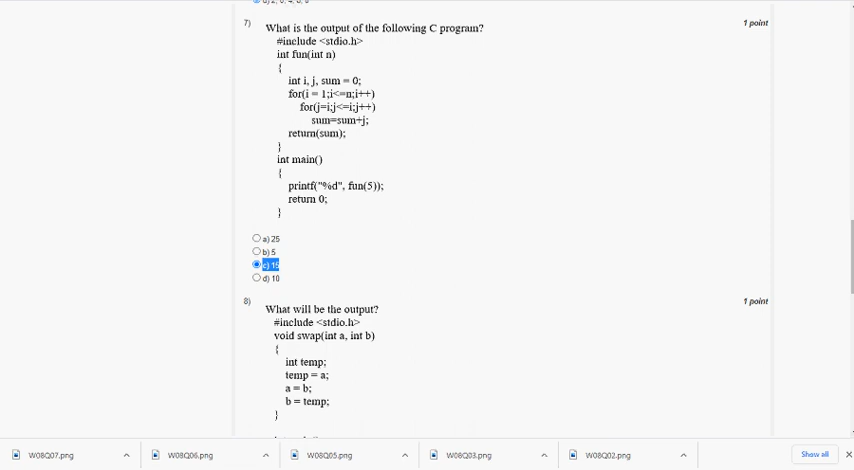 7)
1 point
What is the output of the following C program?
#include <stdio.h>
int fun(int n)
{
int i, j, sum = 0;
for(i = 1;i<=n;i++)
for(j=i;j<=i;j++)
sum=sum+j;
return(sum);
}
int main()
{
printf("%d", fun(5));
return 0;
}
a) 25
b) 5
c) 15
d) 10
8)
1 point
What will be the output?
#include <stdio.h>
void swap(int a, int b)
{
int temp;
temp = a;
a = b;
b = temp;
}
W08Q07.png
W08Q06.png
W08Q05.png
W08Q03.png
W08Q02.png
Show all